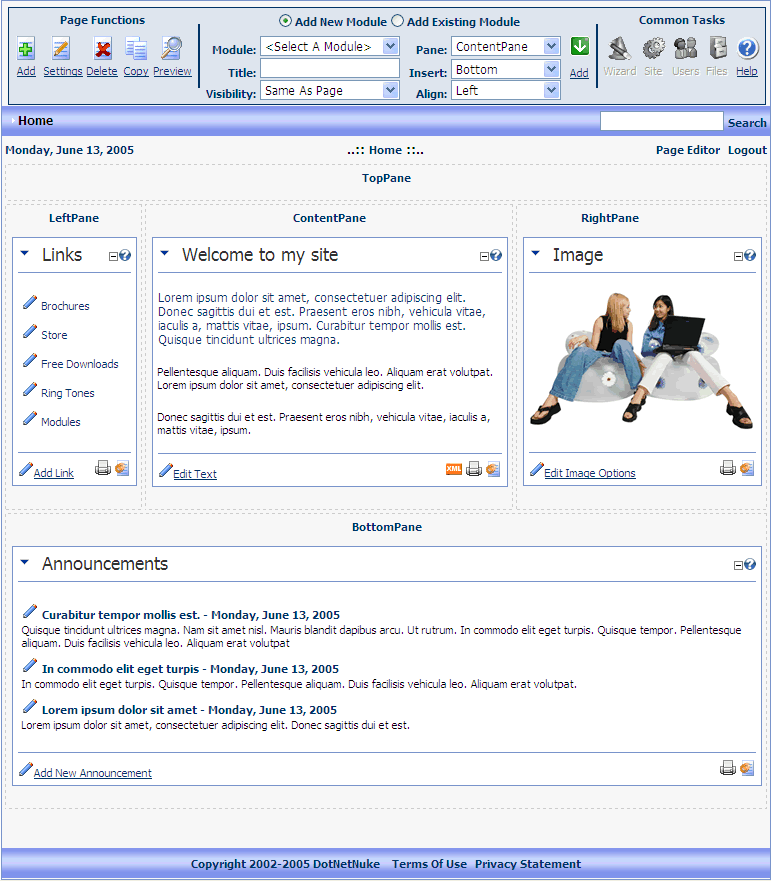 Page Functions
Add New Module Add Existing Module
Common Tasks
Module: <Select A Module> Pane: ContentPane
Title: Insert: Bottom
Visibility: Same As Page Align: Left
Add Settings Delete Copy Preview
Add
Wizard Site Users Files Help
Home
Search
Monday, June 13, 2005
..:: Home ::..
Page Editor Logout
TopPane
LeftPane
Links
Brochures
Store
Free Downloads
Ring Tones
Modules
Add Link
ContentPane
Welcome to my site
Lorem ipsum dolor sit amet, consectetuer adipiscing elit.
Donec sagittis dui et est. Praesent eros nibh, vehicula vitae,
iaculis a, mattis vitae, ipsum. Curabitur tempor mollis est.
Quisque tincidunt ultrices magna.
Pellentesque aliquam. Duis facilisis vehicula leo. Aliquam erat volutpat.
Lorem ipsum dolor sit amet, consectetuer adipiscing elit.
Donec sagittis dui et est. Praesent eros nibh, vehicula vitae, iaculis a,
mattis vitae, ipsum.
Edit Text
XML
RightPane
Image
Edit Image Options
BottomPane
Announcements
Curabitur tempor mollis est. - Monday, June 13, 2005
Quisque tincidunt ultrices magna. Nam sit amet nisl. Mauris blandit dapibus arcu. Ut rutrum. In commodo elit eget turpis. Quisque tempor. Pellentesque
aliquam. Duis facilisis vehicula leo. Aliquam erat volutpat
In commodo elit eget turpis - Monday, June 13, 2005
In commodo elit eget turpis. Quisque tempor. Pellentesque aliquam. Duis facilisis vehicula leo. Aliquam erat volutpat.
Lorem ipsum dolor sit amet - Monday, June 13, 2005
Lorem ipsum dolor sit amet, consectetuer adipiscing elit. Donec sagittis dui et est.
Add New Announcement
Copyright 2002-2005 DotNetNuke Terms Of Use Privacy Statement